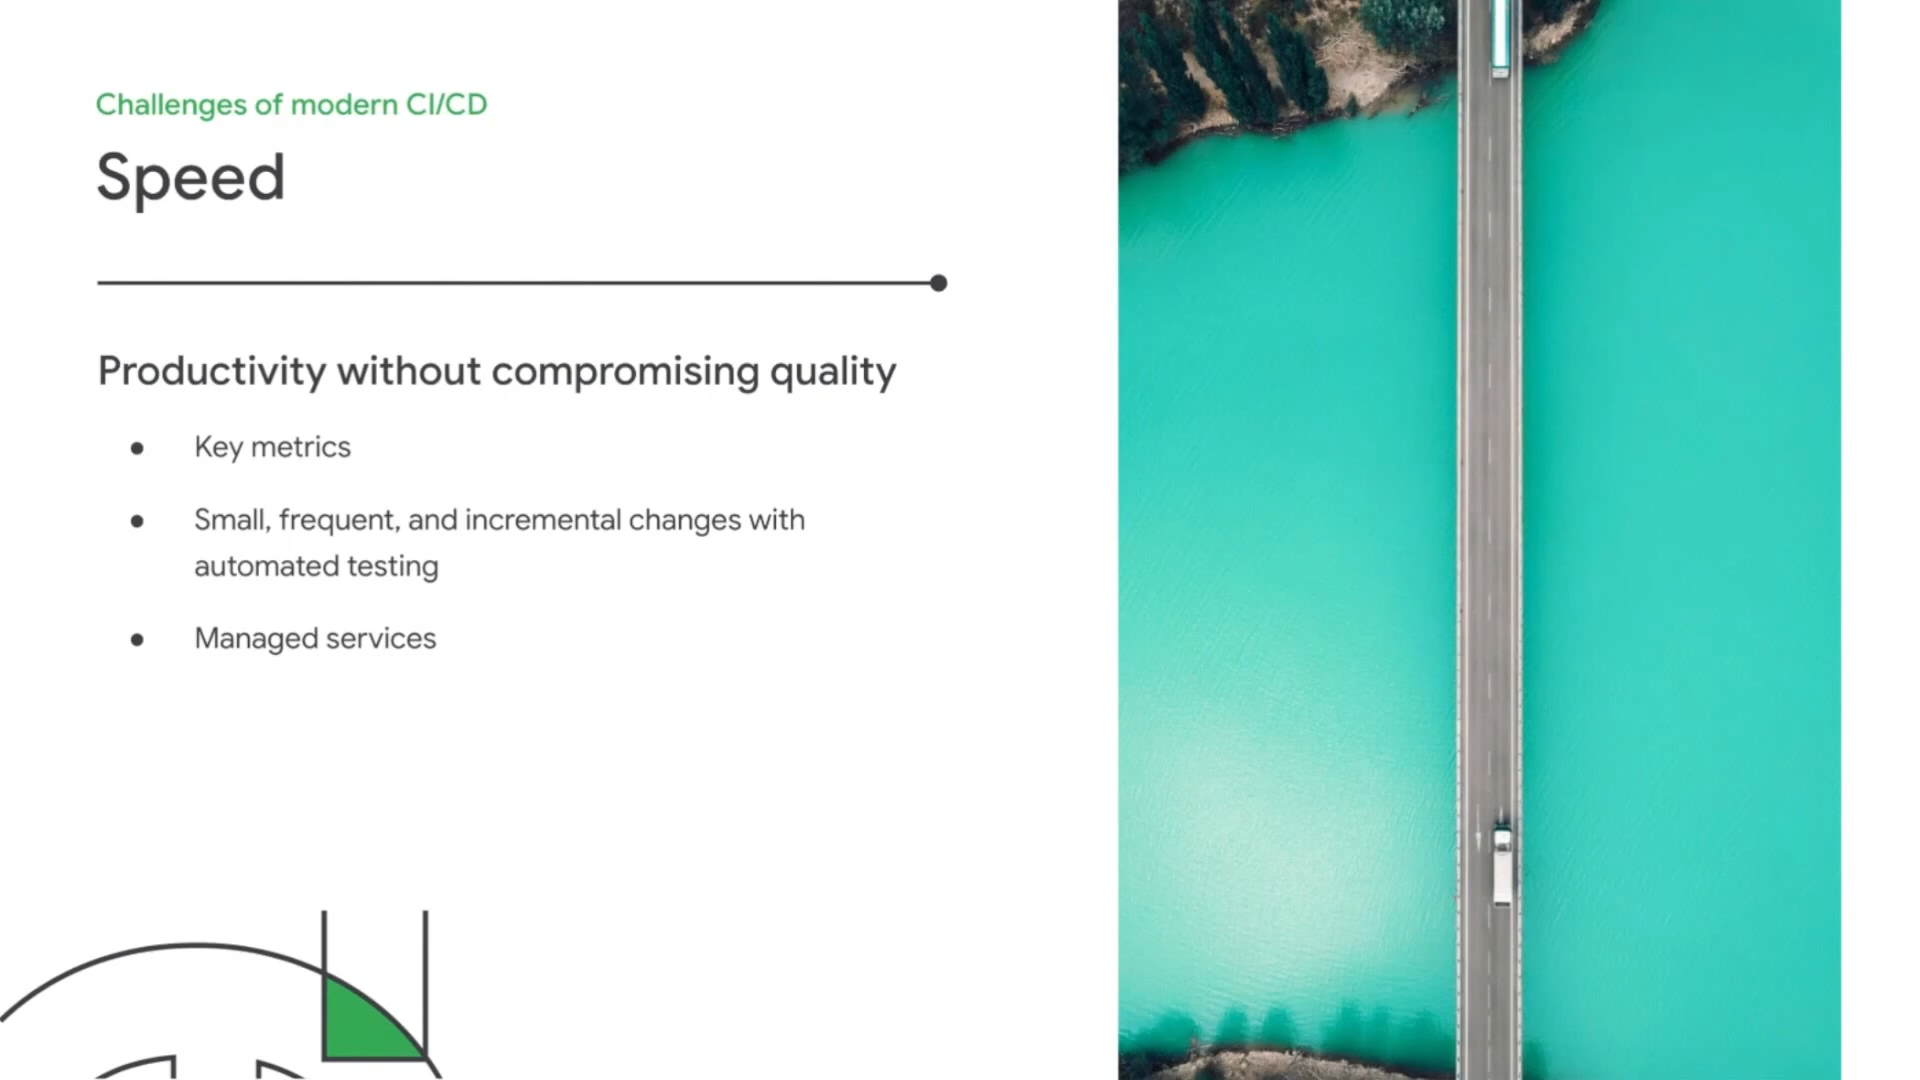 Challenges of modern CI/CD
Speed
Productivity without compromising quality
● Key metrics
● Small, frequent, and incremental changes with
automated testing
● Managed services